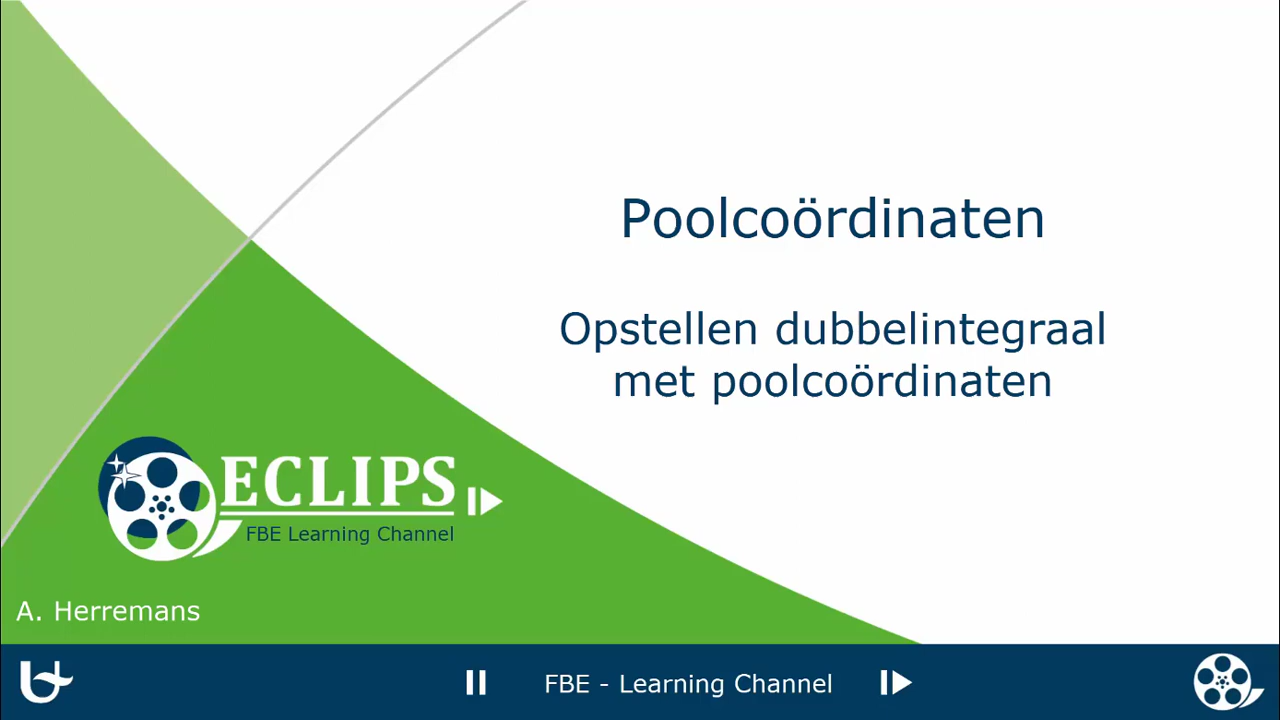 Poolcoördinaten
Opstellen dubbelintegraal
met poolcoördinaten
ECLIPS
FBE Learning Channel
A. Herremans
FBE - Learning Channel